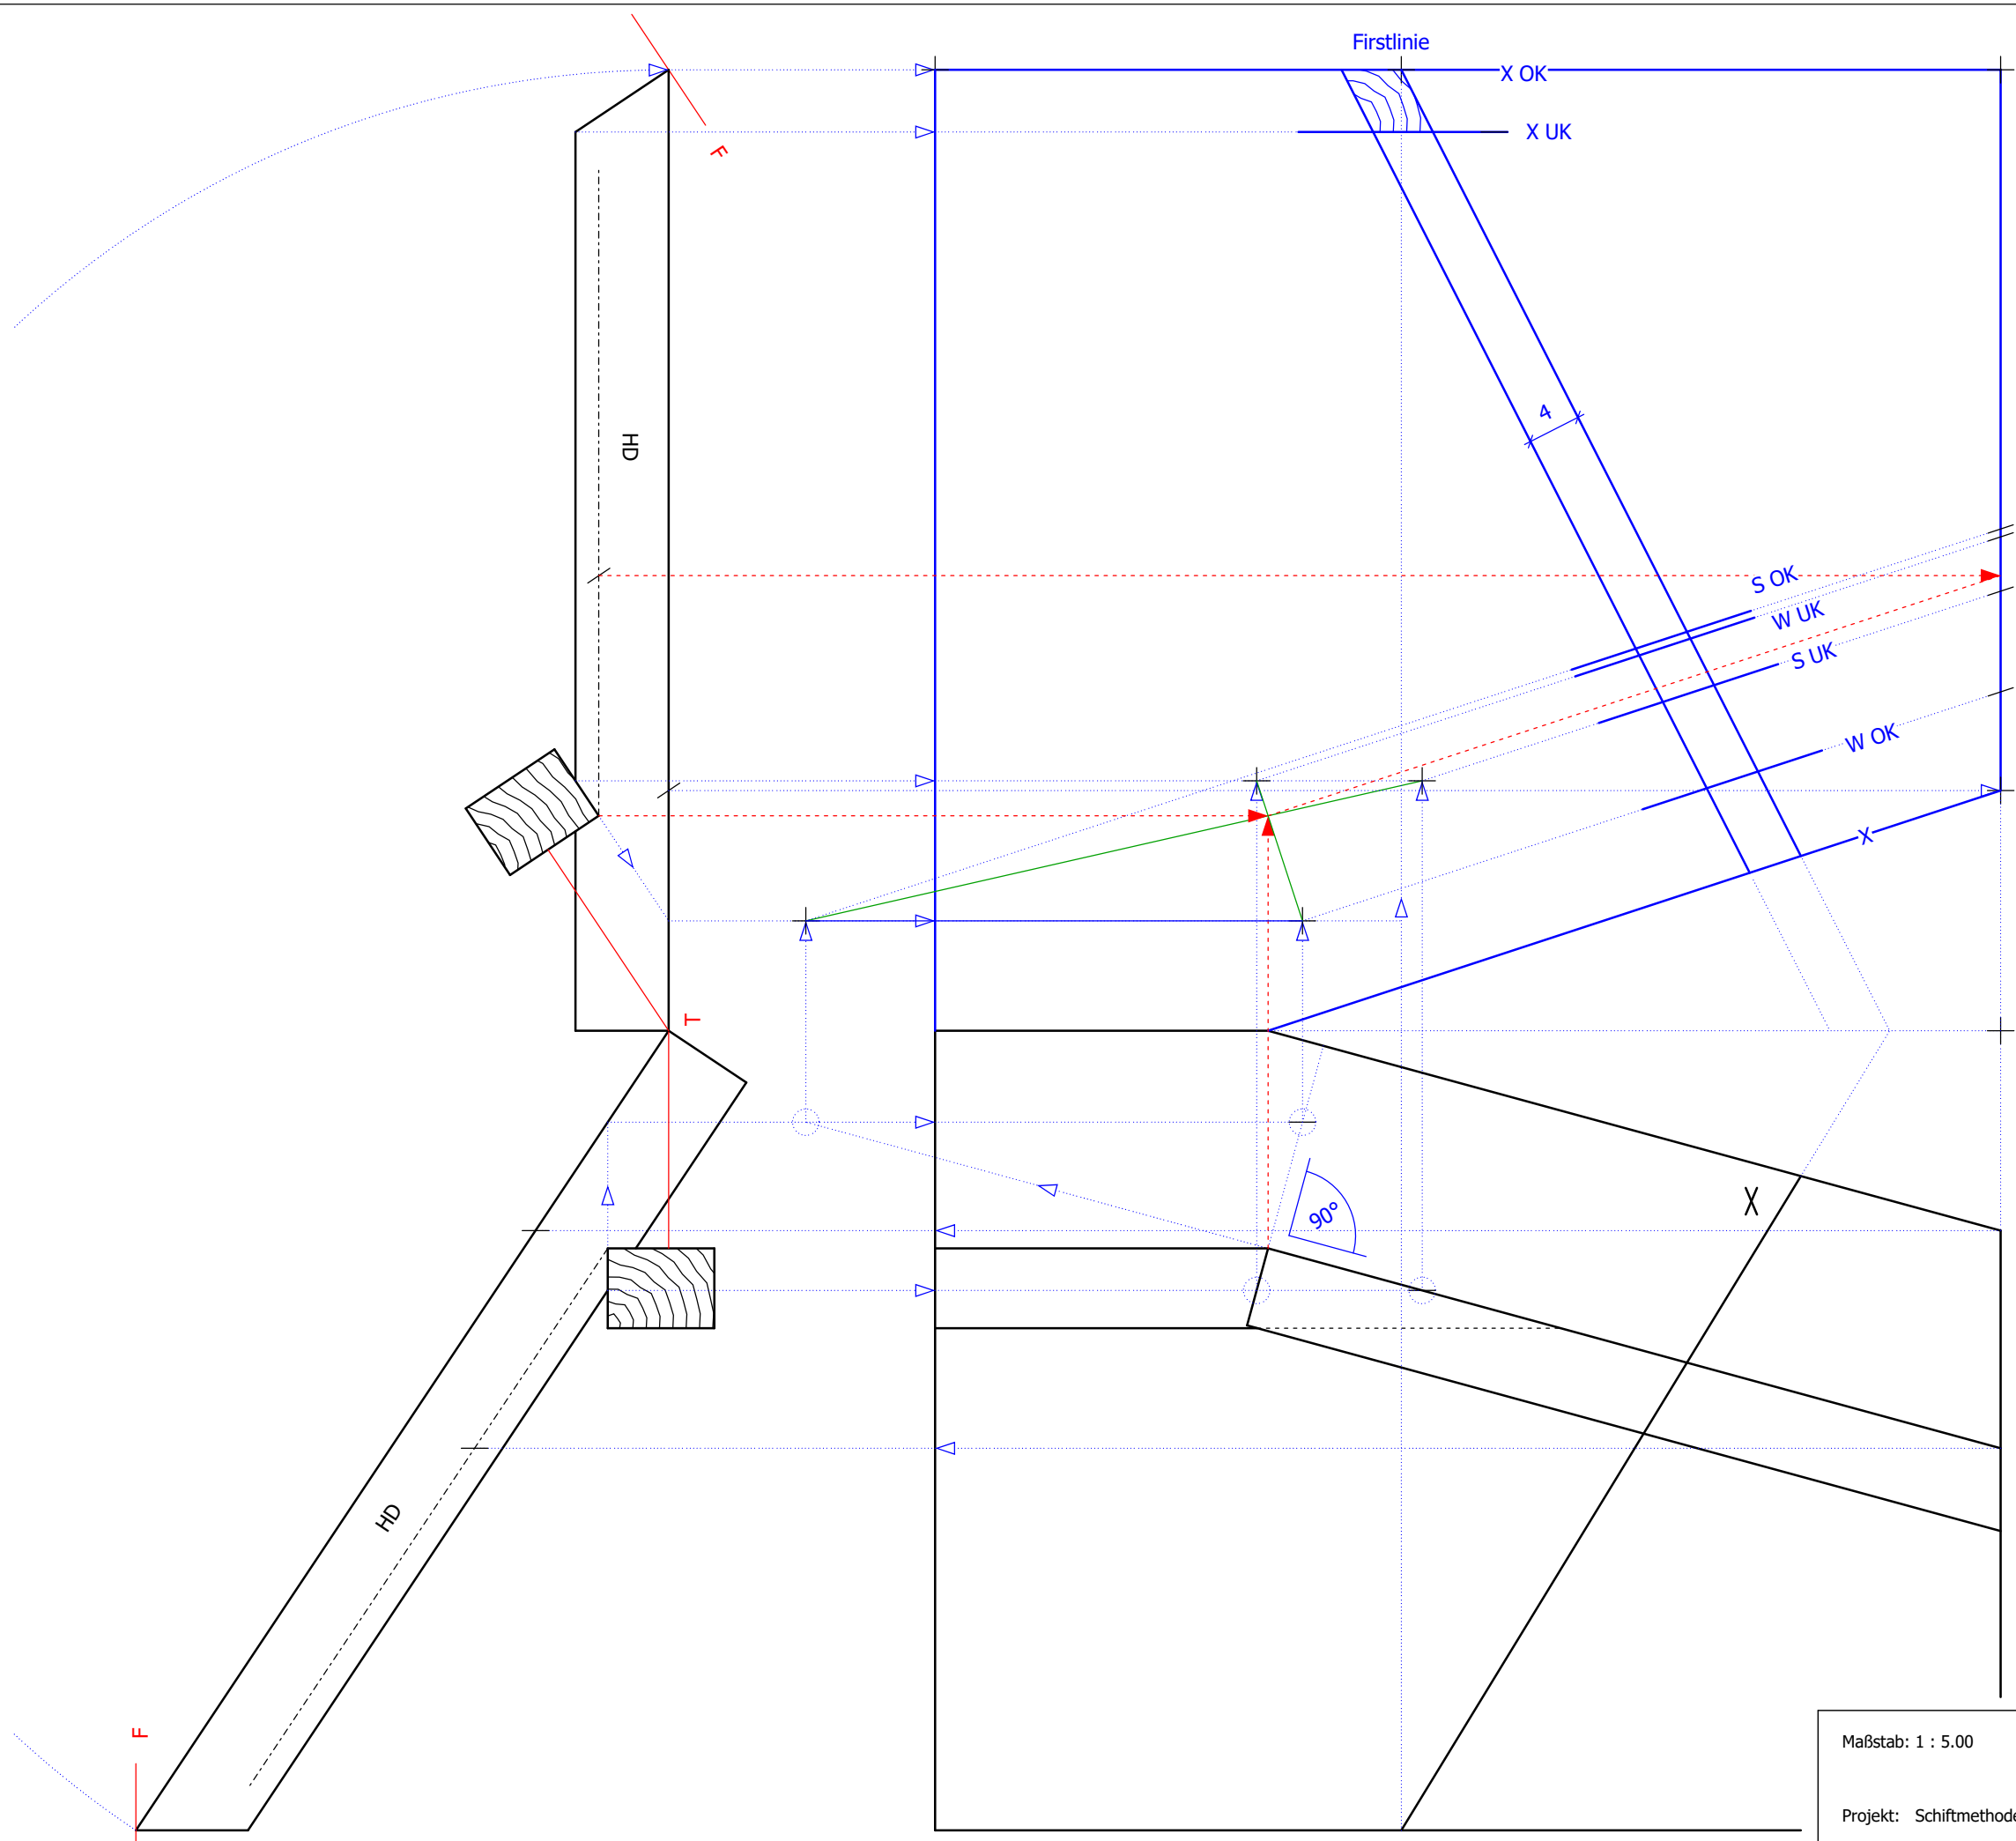 Firstlinie
X OK
X UK
F
HD
4
S OK
W UK
S UK
W OK
X
T
90°
X
HD
F
Maßstab: 1 : 5.00
Projekt: Schiftmethode